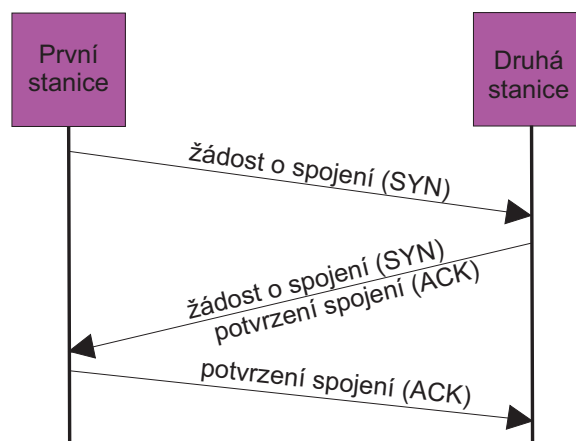 První
stanice
Druhá
stanice
žádost o spojení (SYN)
žádost o spojení (SYN)
potvrzení spojení (ACK)
potvrzení spojení (ACK)